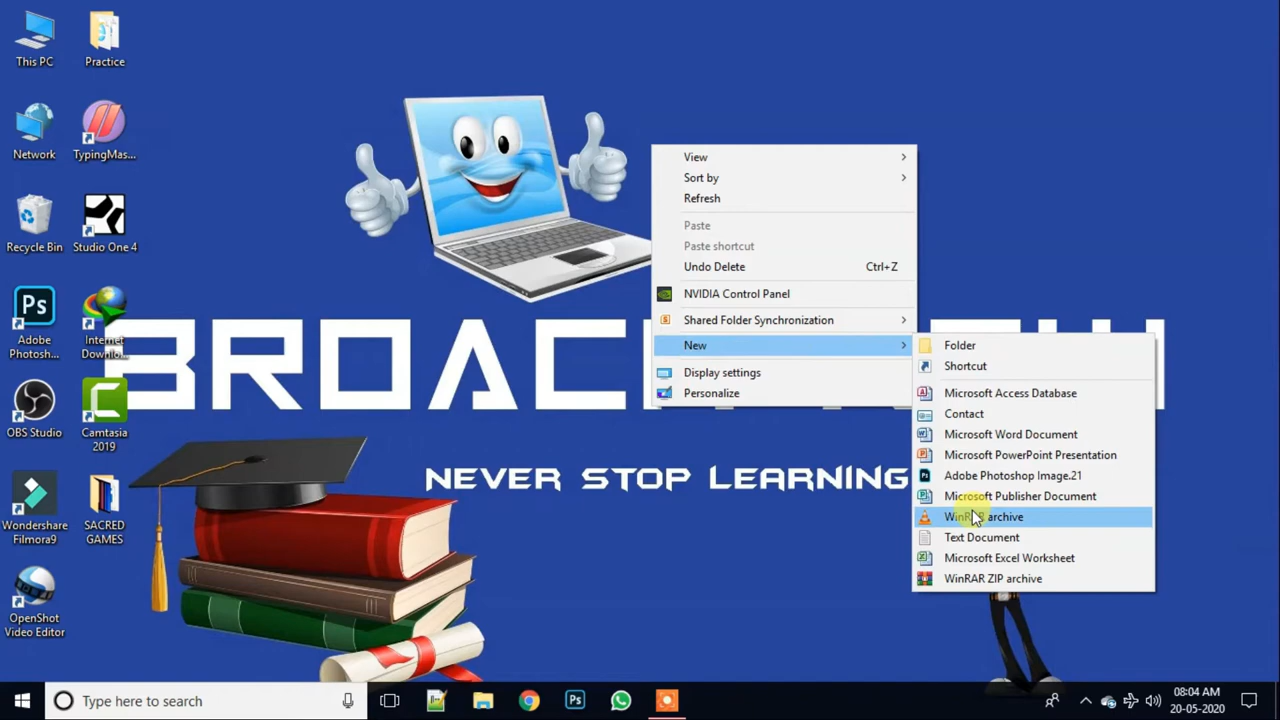 This PC
Practice
Network
TypingMas...
Recycle Bin
Studio One 4
Ps
Adobe
Photosh...
Internet
Downlo...
OBS Studio
Camtasia
2019
Wondershare
Filmora9
SACRED
GAMES
OpenShot
Video Editor
BROAC
NEVER STOP LEARNING
View
Sort by
Refresh
Paste
Paste shortcut
Undo Delete Ctrl+Z
NVIDIA Control Panel
Shared Folder Synchronization
New
Display settings
Personalize
Folder
Shortcut
Microsoft Access Database
Contact
Microsoft Word Document
Microsoft PowerPoint Presentation
Adobe Photoshop Image.21
Microsoft Publisher Document
WinRAR archive
Text Document
Microsoft Excel Worksheet
WinRAR ZIP archive
Type here to search
Ps
08:04 AM
20-05-2020